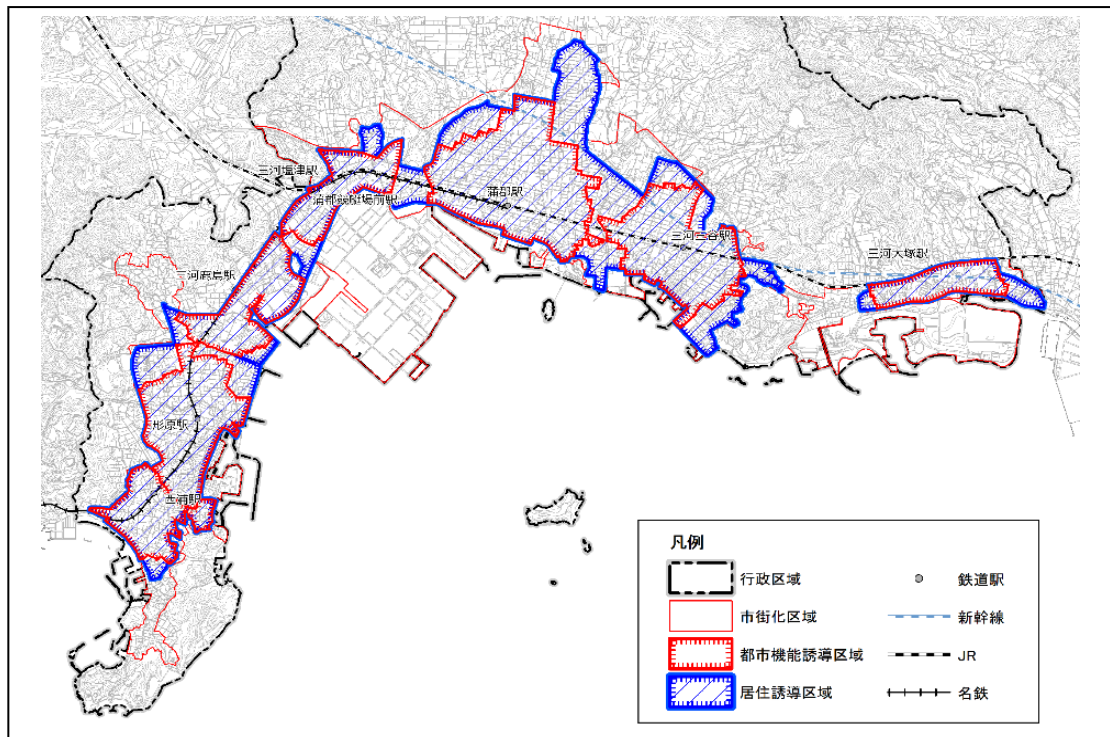 三河塩津駅
蒲郡競艇場前駅
蒲郡駅
三河三谷駅
三河大塚駅
三河鹿島駅
形原駅
西浦駅
凡例
行政区域
鉄道駅
市街化区域
新幹線
都市機能誘導区域
JR
居住誘導区域
名鉄